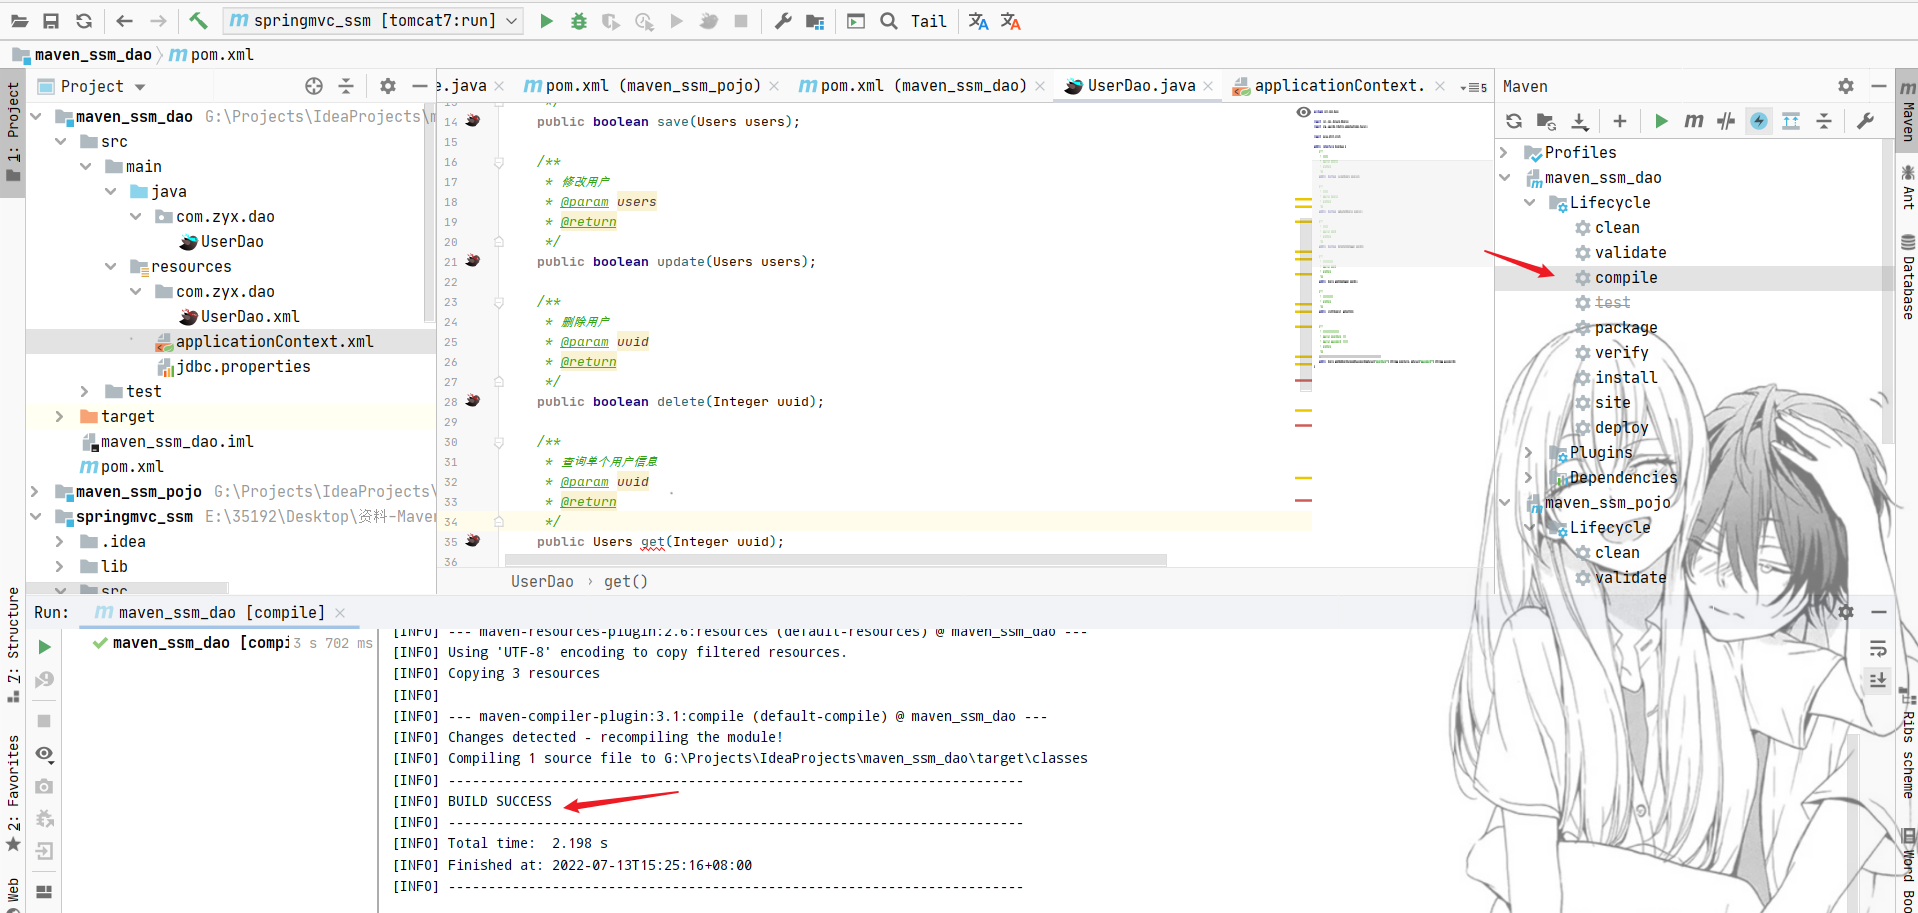 springmvc_ssm [tomcat7:run]
Tail
maven_ssm_dao
pom.xml
Project
e.java
pom.xml (maven_ssm_pojo)
pom.xml (maven_ssm_dao)
UserDao.java
applicationContext.
5
Maven
1: Project
maven_ssm_dao G:\Projects\IdeaProjects\m
src
main
java
com.zyx.dao
UserDao
resources
com.zyx.dao
UserDao.xml
applicationContext.xml
jdbc.properties
test
target
maven_ssm_dao.iml
pom.xml
maven_ssm_pojo G:\Projects\IdeaProjects\
springmvc_ssm E:\35192\Desktop\资料-Maven
.idea
lib
src
13 */
14 public boolean save(Users users);
15
16 /**
17 * 修改用户
18 * @param users
19 * @return
20 */
21 public boolean update(Users users);
22
23 /**
24 * 删除用户
25 * @param uuid
26 * @return
27 */
28 public boolean delete(Integer uuid);
29
30 /**
31 * 查询单个用户信息
32 * @param uuid
33 * @return
34 */
35 public Users get(Integer uuid);
36
UserDao › get()
Profiles
maven_ssm_dao
Lifecycle
clean
validate
compile
test
package
verify
install
site
deploy
Plugins
Dependencies
maven_ssm_pojo
Lifecycle
clean
validate
Maven
Ant
Database
Ribs scheme
Word Boo
7: Structure
2: Favorites
Web
Run: maven_ssm_dao [compile]
maven_ssm_dao [compi 3 s 702 ms
[INFO] --- maven-resources-plugin:2.6:resources (default-resources) @ maven_ssm_dao ---
[INFO] Using 'UTF-8' encoding to copy filtered resources.
[INFO] Copying 3 resources
[INFO]
[INFO] --- maven-compiler-plugin:3.1:compile (default-compile) @ maven_ssm_dao ---
[INFO] Changes detected - recompiling the module!
[INFO] Compiling 1 source file to G:\Projects\IdeaProjects\maven_ssm_dao\target\classes
[INFO] ------------------------------------------------------------------------
[INFO] BUILD SUCCESS
[INFO] ------------------------------------------------------------------------
[INFO] Total time:  2.198 s
[INFO] Finished at: 2022-07-13T15:25:16+08:00
[INFO] ------------------------------------------------------------------------